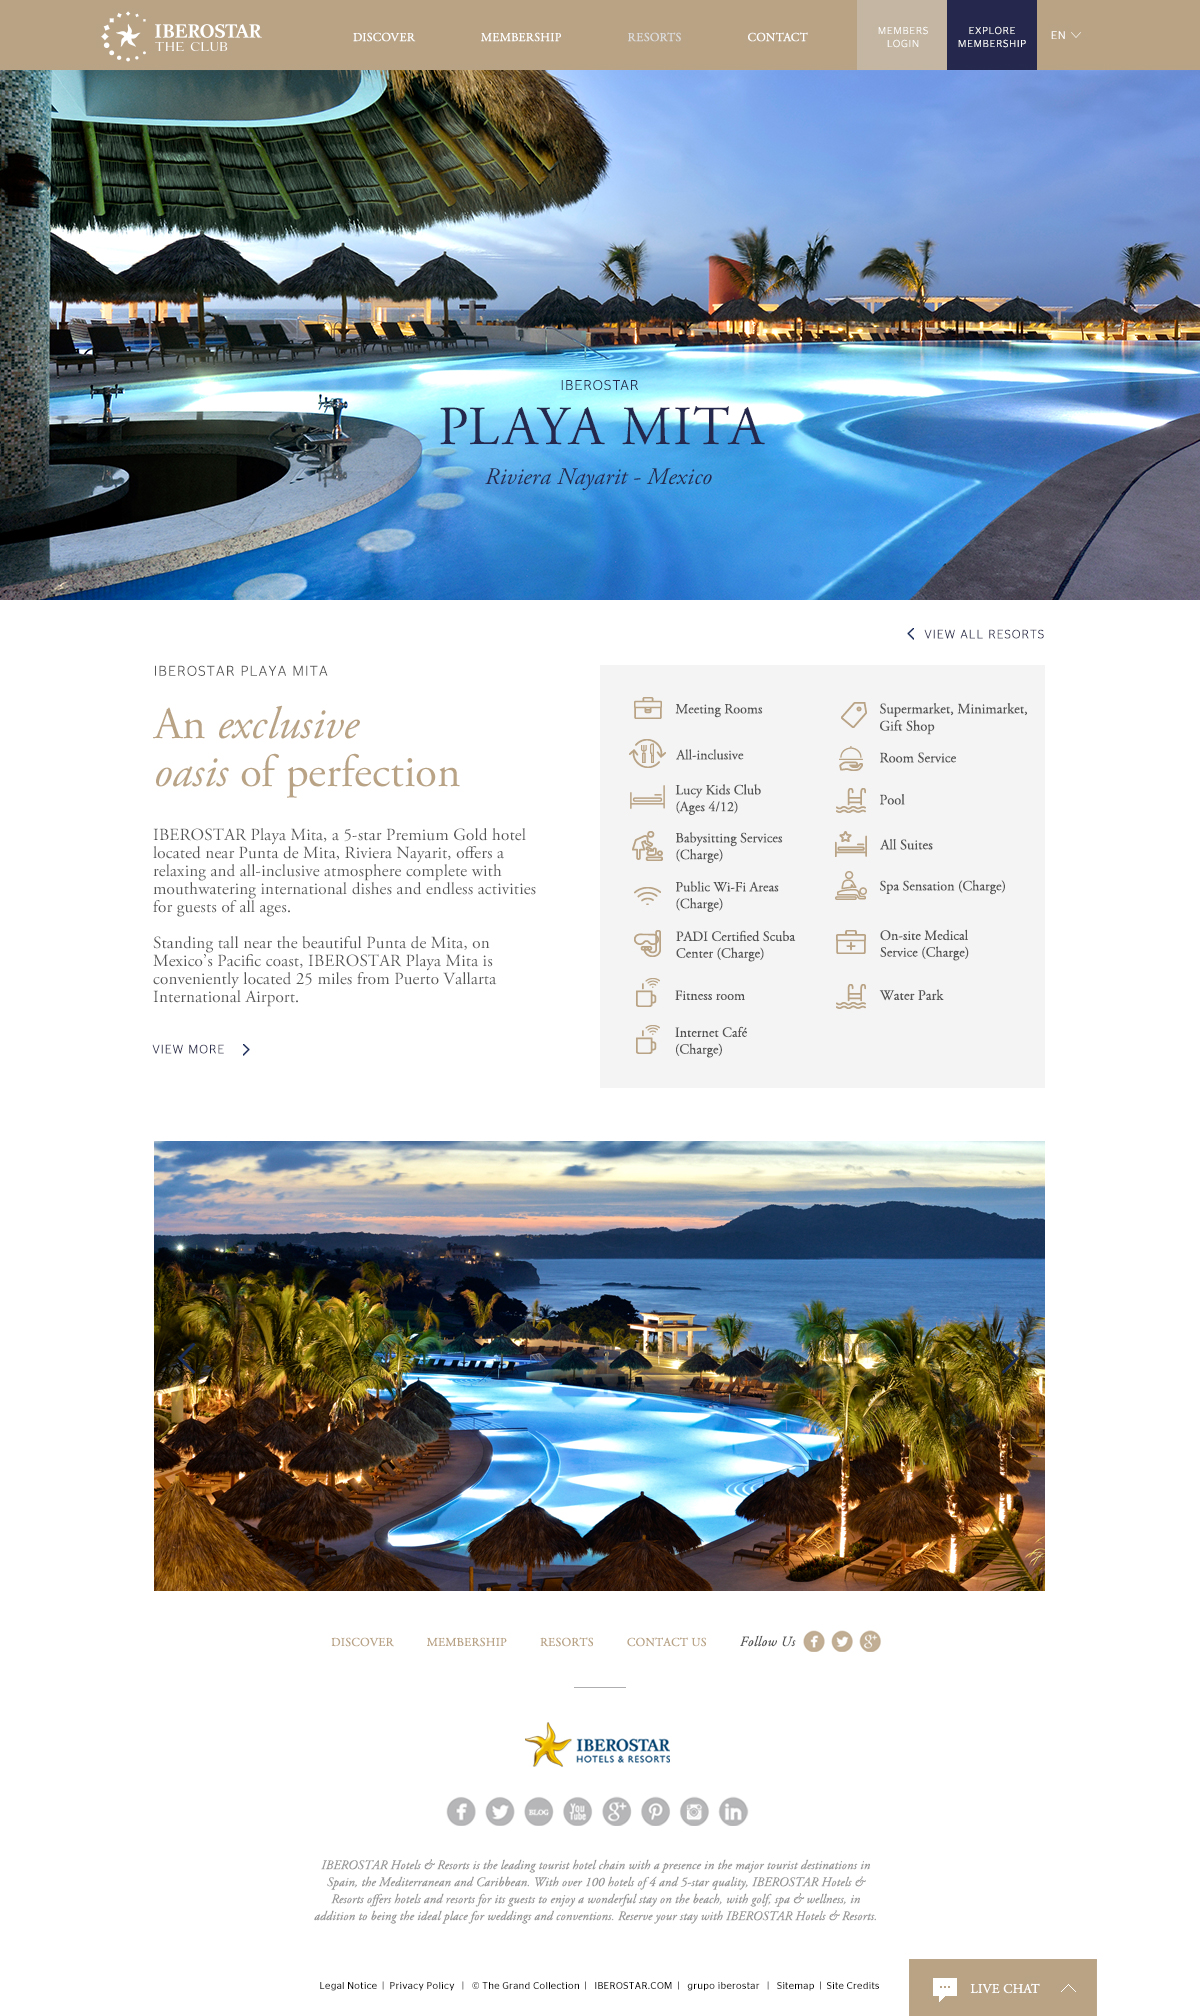 IBEROSTAR
THE CLUB
DISCOVER
MEMBERSHIP
RESORTS
CONTACT
MEMBERS
LOGIN
EXPLORE
MEMBERSHIP
EN
IBEROSTAR
PLAYA MITA
Riviera Nayarit - Mexico
VIEW ALL RESORTS
IBEROSTAR PLAYA MITA
An exclusive
oasis of perfection
IBEROSTAR Playa Mita, a 5-star Premium Gold hotel
located near Punta de Mita, Riviera Nayarit, offers a
relaxing and all-inclusive atmosphere complete with
mouthwatering international dishes and endless activities
for guests of all ages.
Standing tall near the beautiful Punta de Mita, on
Mexico's Pacific coast, IBEROSTAR Playa Mita is
conveniently located 25 miles from Puerto Vallarta
International Airport.
VIEW MORE
Meeting Rooms
All-inclusive
Lucy Kids Club
(Ages 4/12)
Babysitting Services
(Charge)
Public Wi-Fi Areas
(Charge)
PADI Certified Scuba
Center (Charge)
Fitness room
Internet Café
(Charge)
Supermarket, Minimarket,
Gift Shop
Room Service
Pool
All Suites
Spa Sensation (Charge)
On-site Medical
Service (Charge)
Water Park
DISCOVER
MEMBERSHIP
RESORTS
CONTACT US
Follow Us
IBEROSTAR
HOTELS & RESORTS
BLOG
You
Tube
IBEROSTAR Hotels & Resorts is the leading tourist hotel chain with a presence in the major tourist destinations in
Spain, the Mediterranean and Caribbean. With over 100 hotels of 4 and 5-star quality, IBEROSTAR Hotels &
Resorts offers hotels and resorts for its guests to enjoy a wonderful stay on the beach, with golf, spa & wellness, in
addition to being the ideal place for weddings and conventions. Reserve your stay with IBEROSTAR Hotels & Resorts.
Legal Notice | Privacy Policy | © The Grand Collection | IBEROSTAR.COM | grupo iberostar | Sitemap | Site Credits
LIVE CHAT